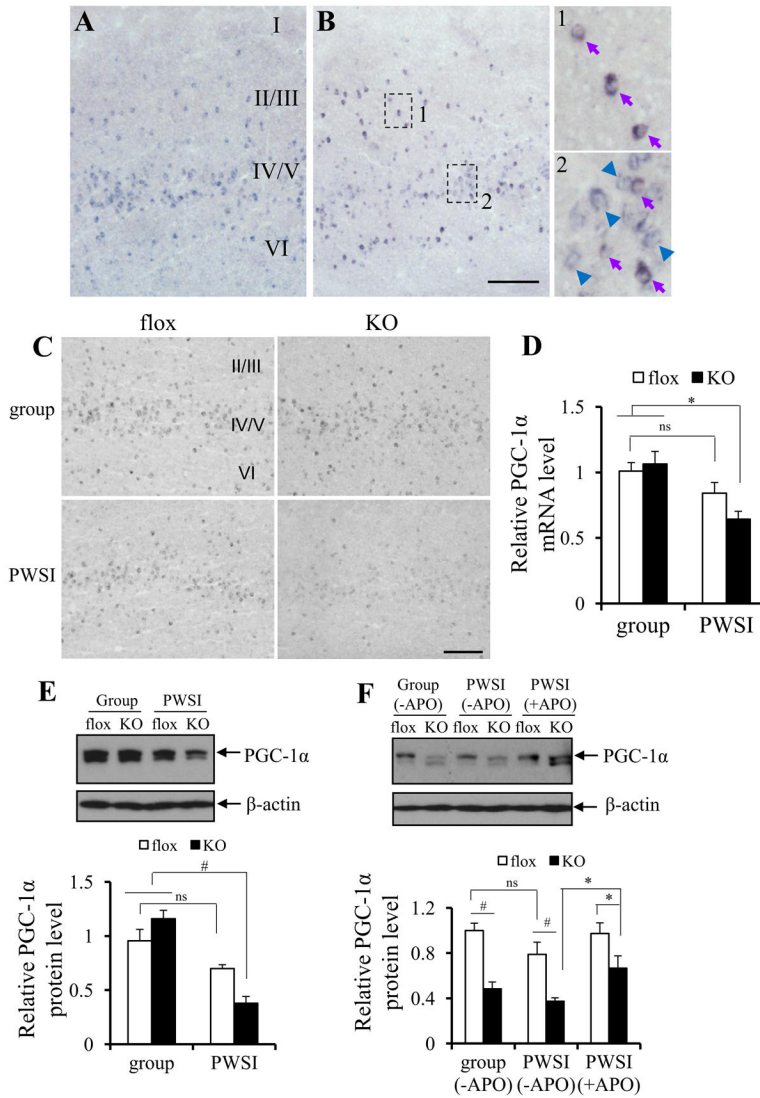 A
I
II/III
IV/V
VI
B
1
2
1
2
C
flox
KO
group
II/III
IV/V
VI
PWSI
D
flox KO
Relative PGC-1α
mRNA level
1.5
1
0.5
0
*
ns
group PWSI
E
Group PWSI
flox KO flox KO
PGC-1α
β-actin
flox KO
Relative PGC-1α
protein level
1.5
1
0.5
0
#
ns
group PWSI
F
Group
(-APO)
PWSI
(-APO)
PWSI
(+APO)
flox KO flox KO flox KO
PGC-1α
β-actin
flox KO
Relative PGC-1α
protein level
1.2
0.8
0.4
0
ns
*
# # *
group
(-APO)
PWSI
(-APO)
PWSI
(+APO)